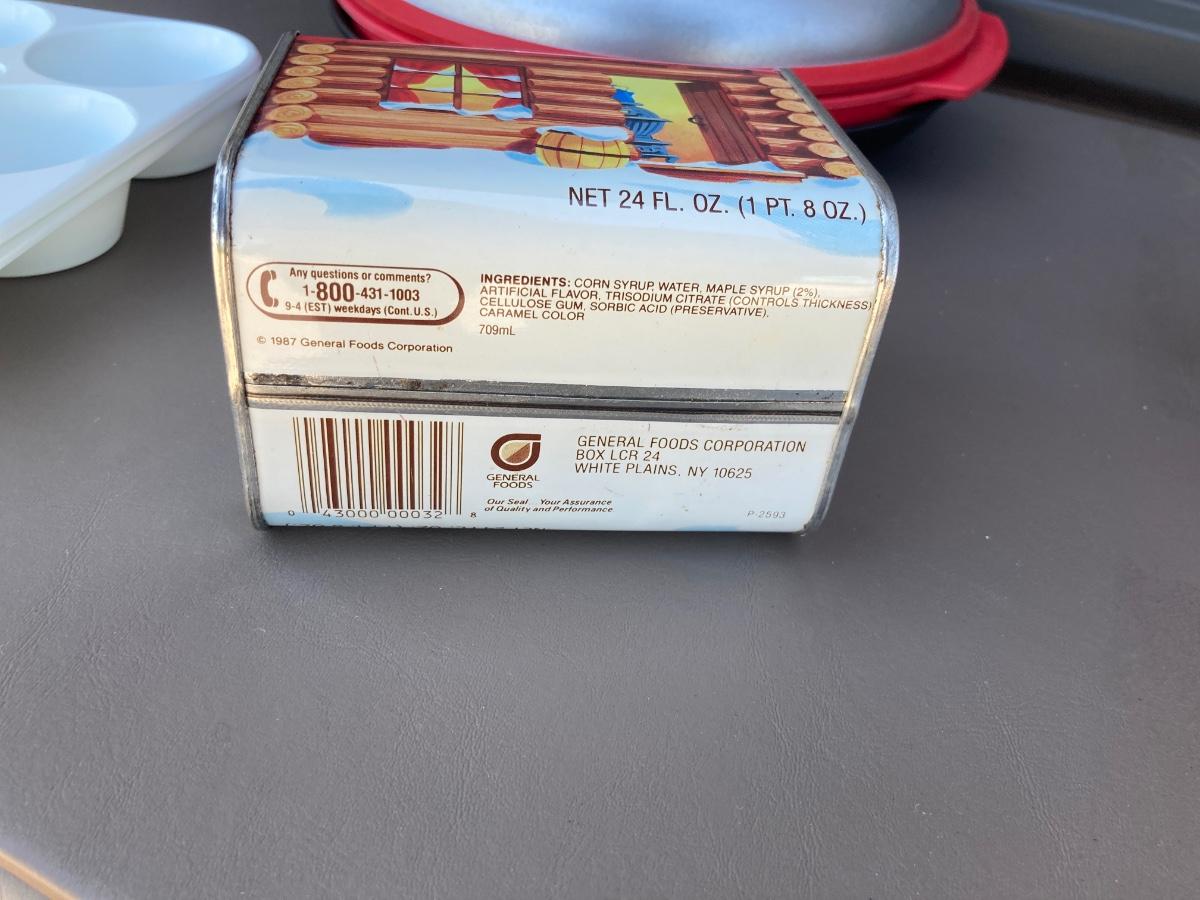 NET 24 FL. OZ. (1 PT. 8 OZ.)
Any questions or comments?
1-800-431-1003
9-4 (EST) weekdays (Cont. U.S.)
© 1987 General Foods Corporation
INGREDIENTS: CORN SYRUP, WATER, MAPLE SYRUP (2%),
ARTIFICIAL FLAVOR, TRISODIUM CITRATE (CONTROLS THICKNESS)
CELLULOSE GUM, SORBIC ACID (PRESERVATIVE),
CARAMEL COLOR
709mL
0 43000 00032 8
GENERAL
FOODS
Our Seal... Your Assurance
of Quality and Performance.
GENERAL FOODS CORPORATION
BOX LCR 24
WHITE PLAINS, NY 10625
P-2593